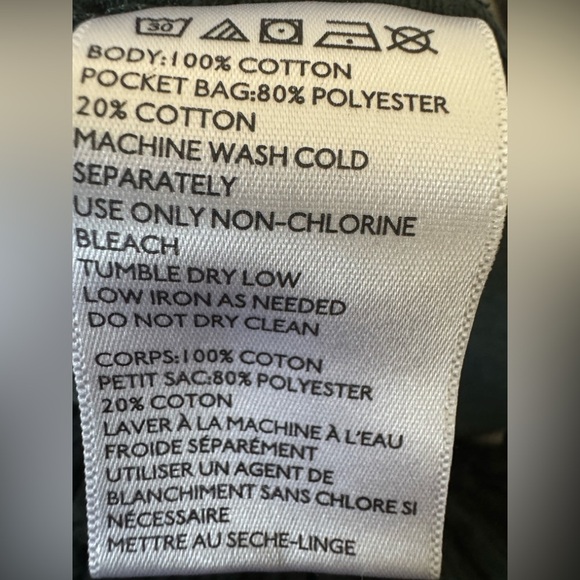 30
BODY:100% COTTON
POCKET BAG:80% POLYESTER
20% COTTON
MACHINE WASH COLD
SEPARATELY
USE ONLY NON-CHLORINE
BLEACH
TUMBLE DRY LOW
LOW IRON AS NEEDED
DO NOT DRY CLEAN
CORPS:100% COTON
PETIT SAC:80% POLYESTER
20% COTON
LAVER À LA MACHINE À L'EAU
FROIDE SÉPARÉMENT
UTILISER UN AGENT DE
BLANCHIMENT SANS CHLORE SI
NÉCESSAIRE
METTRE AU SECHE-LINGE